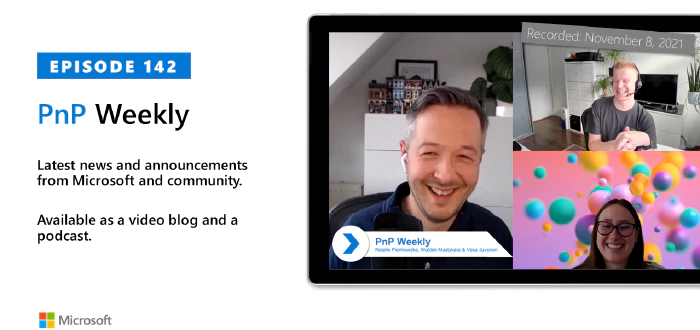 EPISODE 142
PnP Weekly
Latest news and announcements
from Microsoft and community.
Available as a video blog and a
podcast.
Microsoft
Recorded: November 8, 2021
PnP Weekly
Natalie Pienkowska, Waldek Mastykarz & Vesa Juvonen